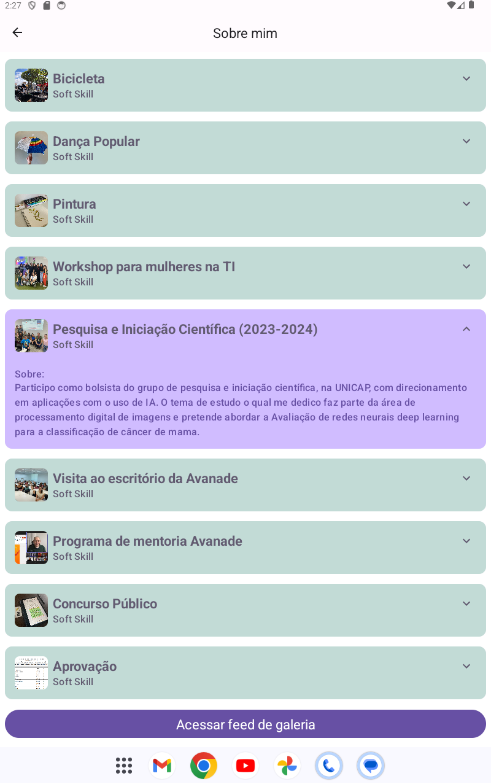 2:27
Sobre mim
Bicicleta
Soft Skill
Dança Popular
Soft Skill
Pintura
Soft Skill
Workshop para mulheres na TI
Soft Skill
Pesquisa e Iniciação Científica (2023-2024)
Soft Skill
Sobre:
Participo como bolsista do grupo de pesquisa e iniciação científica, na UNICAP, com direcionamento
em aplicações com o uso de IA. O tema de estudo o qual me dedico faz parte da área de
processamento digital de imagens e pretende abordar a Avaliação de redes neurais deep learning
para a classificação de câncer de mama.
Visita ao escritório da Avanade
Soft Skill
Programa de mentoria Avanade
Soft Skill
Concurso Público
Soft Skill
Aprovação
Soft Skill
Acessar feed de galeria